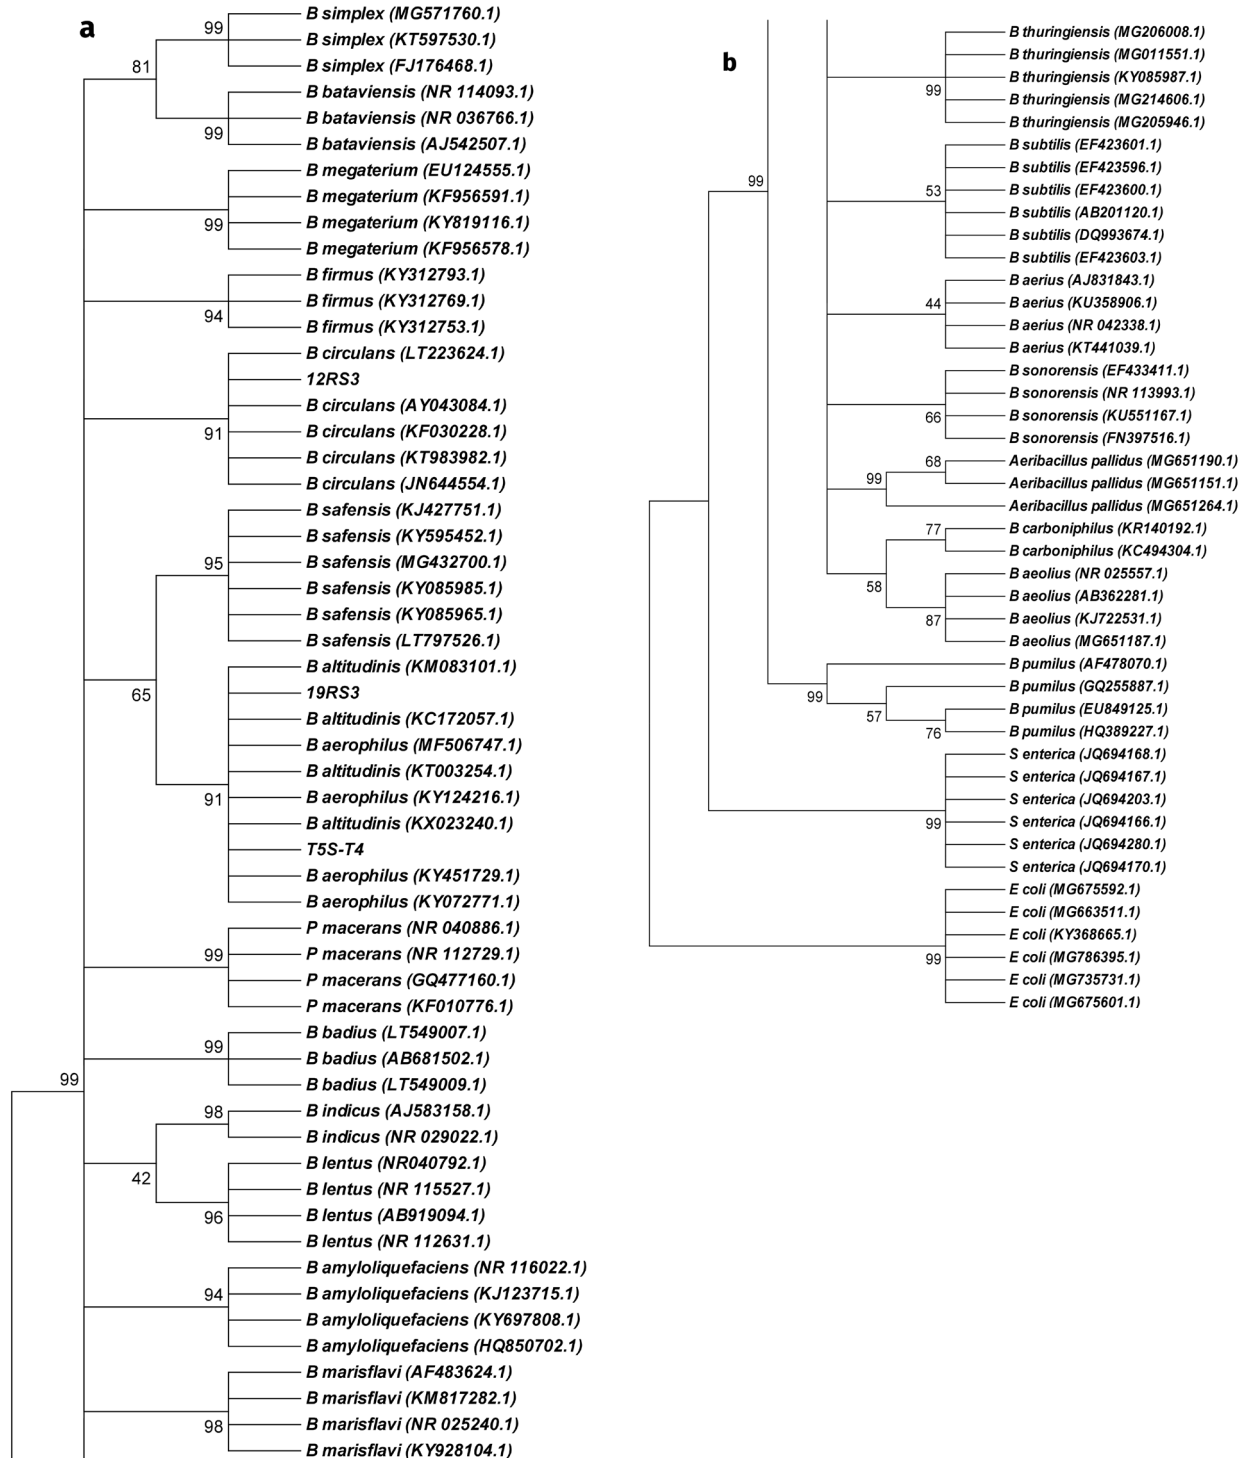 a
99
B simplex (MG571760.1)
B simplex (KT597530.1)
B simplex (FJ176468.1)
81
B bataviensis (NR 114093.1)
B bataviensis (NR 036766.1)
99
B bataviensis (AJ542507.1)
B megaterium (EU124555.1)
B megaterium (KF956591.1)
99
B megaterium (KY819116.1)
B megaterium (KF956578.1)
B firmus (KY312793.1)
B firmus (KY312769.1)
94
B firmus (KY312753.1)
B circulans (LT223624.1)
12RS3
B circulans (AY043084.1)
91
B circulans (KF030228.1)
B circulans (KT983982.1)
B circulans (JN644554.1)
B safensis (KJ427751.1)
B safensis (KY595452.1)
95
B safensis (MG432700.1)
B safensis (KY085985.1)
B safensis (KY085965.1)
B safensis (LT797526.1)
65
B altitudinis (KM083101.1)
19RS3
B altitudinis (KC172057.1)
B aerophilus (MF506747.1)
B altitudinis (KT003254.1)
91
B aerophilus (KY124216.1)
B altitudinis (KX023240.1)
T5S-T4
B aerophilus (KY451729.1)
B aerophilus (KY072771.1)
P macerans (NR 040886.1)
99
P macerans (NR 112729.1)
P macerans (GQ477160.1)
P macerans (KF010776.1)
B badius (LT549007.1)
99
B badius (AB681502.1)
B badius (LT549009.1)
99
98
B indicus (AJ583158.1)
B indicus (NR 029022.1)
42
B lentus (NR040792.1)
B lentus (NR 115527.1)
96
B lentus (AB919094.1)
B lentus (NR 112631.1)
B amyloliquefaciens (NR 116022.1)
94
B amyloliquefaciens (KJ123715.1)
B amyloliquefaciens (KY697808.1)
B amyloliquefaciens (HQ850702.1)
B marisflavi (AF483624.1)
B marisflavi (KM817282.1)
98
B marisflavi (NR 025240.1)
B marisflavi (KY928104.1)
b
B thuringiensis (MG206008.1)
B thuringiensis (MG011551.1)
B thuringiensis (KY085987.1)
99
B thuringiensis (MG214606.1)
B thuringiensis (MG205946.1)
B subtilis (EF423601.1)
B subtilis (EF423596.1)
99
53
B subtilis (EF423600.1)
B subtilis (AB201120.1)
B subtilis (DQ993674.1)
B subtilis (EF423603.1)
B aerius (AJ831843.1)
44
B aerius (KU358906.1)
B aerius (NR 042338.1)
B aerius (KT441039.1)
B sonorensis (EF433411.1)
B sonorensis (NR 113993.1)
66
B sonorensis (KU551167.1)
B sonorensis (FN397516.1)
68
Aeribacillus pallidus (MG651190.1)
99
Aeribacillus pallidus (MG651151.1)
Aeribacillus pallidus (MG651264.1)
77
B carboniphilus (KR140192.1)
B carboniphilus (KC494304.1)
58
B aeolius (NR 025557.1)
B aeolius (AB362281.1)
87
B aeolius (KJ722531.1)
B aeolius (MG651187.1)
B pumilus (AF478070.1)
99
B pumilus (GQ255887.1)
57
B pumilus (EU849125.1)
76
B pumilus (HQ389227.1)
S enterica (JQ694168.1)
S enterica (JQ694167.1)
S enterica (JQ694203.1)
99
S enterica (JQ694166.1)
S enterica (JQ694280.1)
S enterica (JQ694170.1)
E coli (MG675592.1)
E coli (MG663511.1)
E coli (KY368665.1)
99
E coli (MG786395.1)
E coli (MG735731.1)
E coli (MG675601.1)